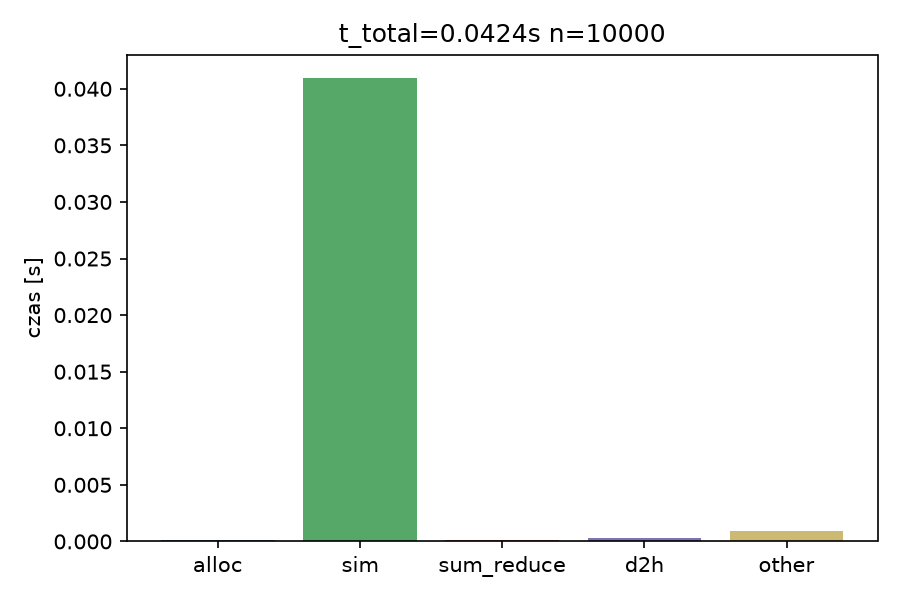 t_total=0.0424s n=10000
czas [s]
0.040
0.035
0.030
0.025
0.020
0.015
0.010
0.005
0.000
alloc
sim
sum_reduce
d2h
other